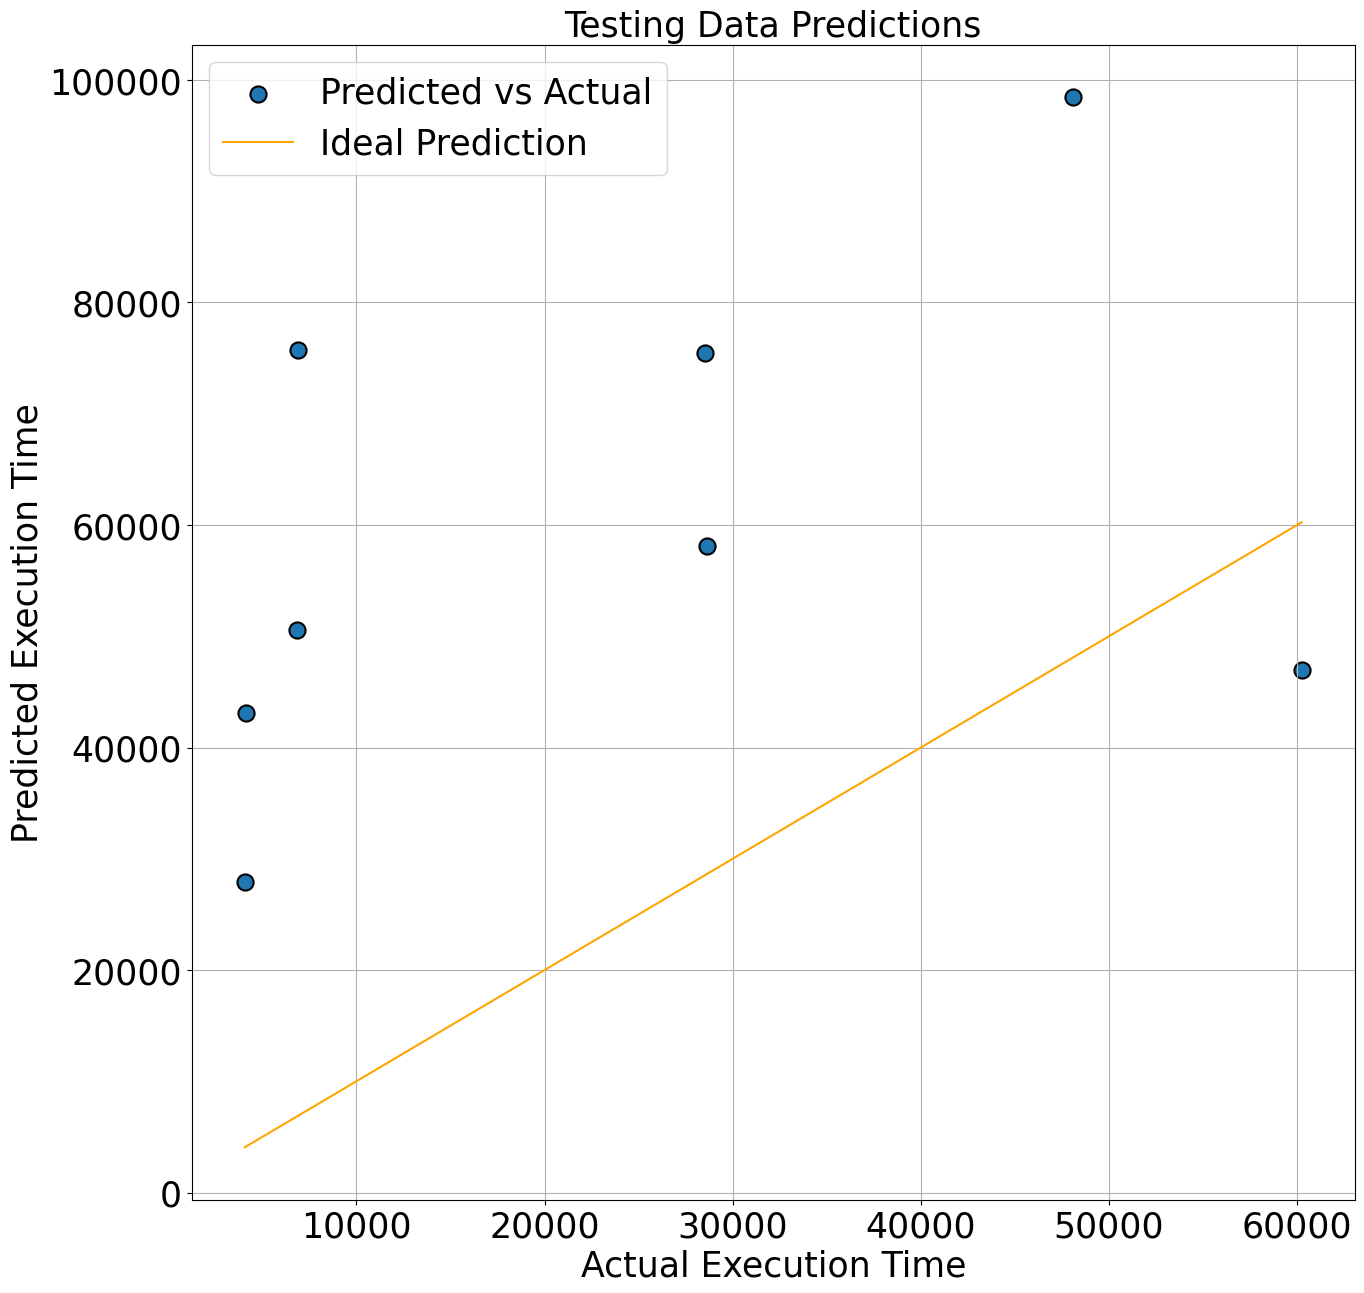 Testing Data Predictions
Predicted vs Actual
Ideal Prediction
100000
80000
60000
40000
20000
0
Predicted Execution Time
10000
20000
30000
40000
50000
60000
Actual Execution Time